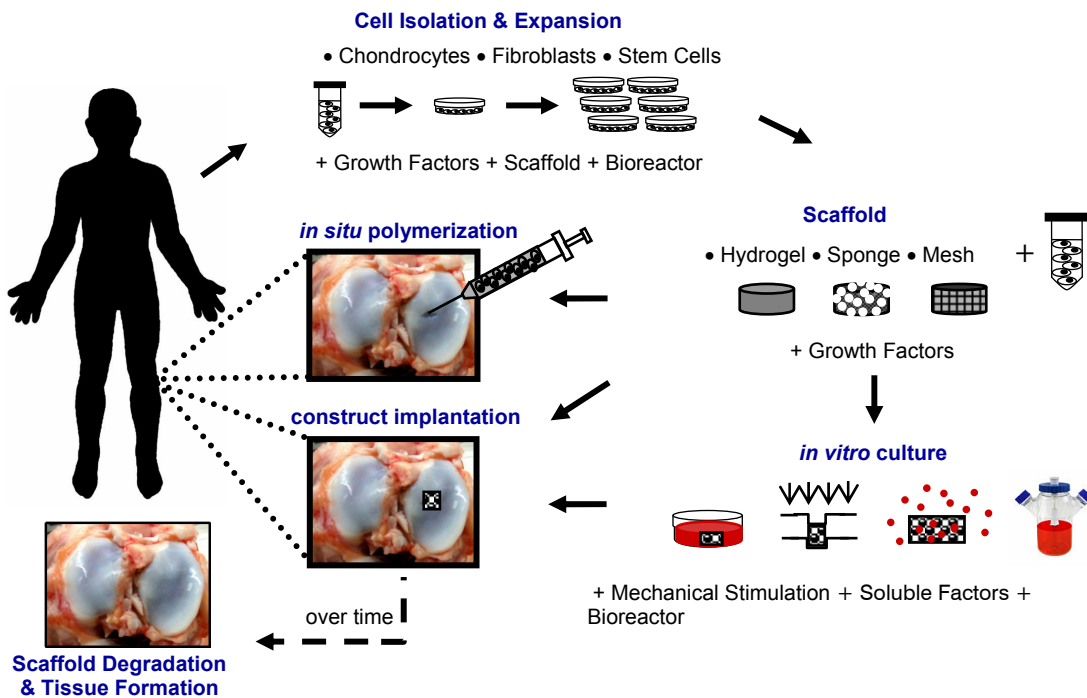 Cell Isolation & Expansion
• Chondrocytes • Fibroblasts • Stem Cells
+ Growth Factors + Scaffold + Bioreactor
in situ polymerization
Scaffold
• Hydrogel • Sponge • Mesh
+
+ Growth Factors
construct implantation
in vitro culture
+ Mechanical Stimulation + Soluble Factors +
Bioreactor
over time
Scaffold Degradation
& Tissue Formation